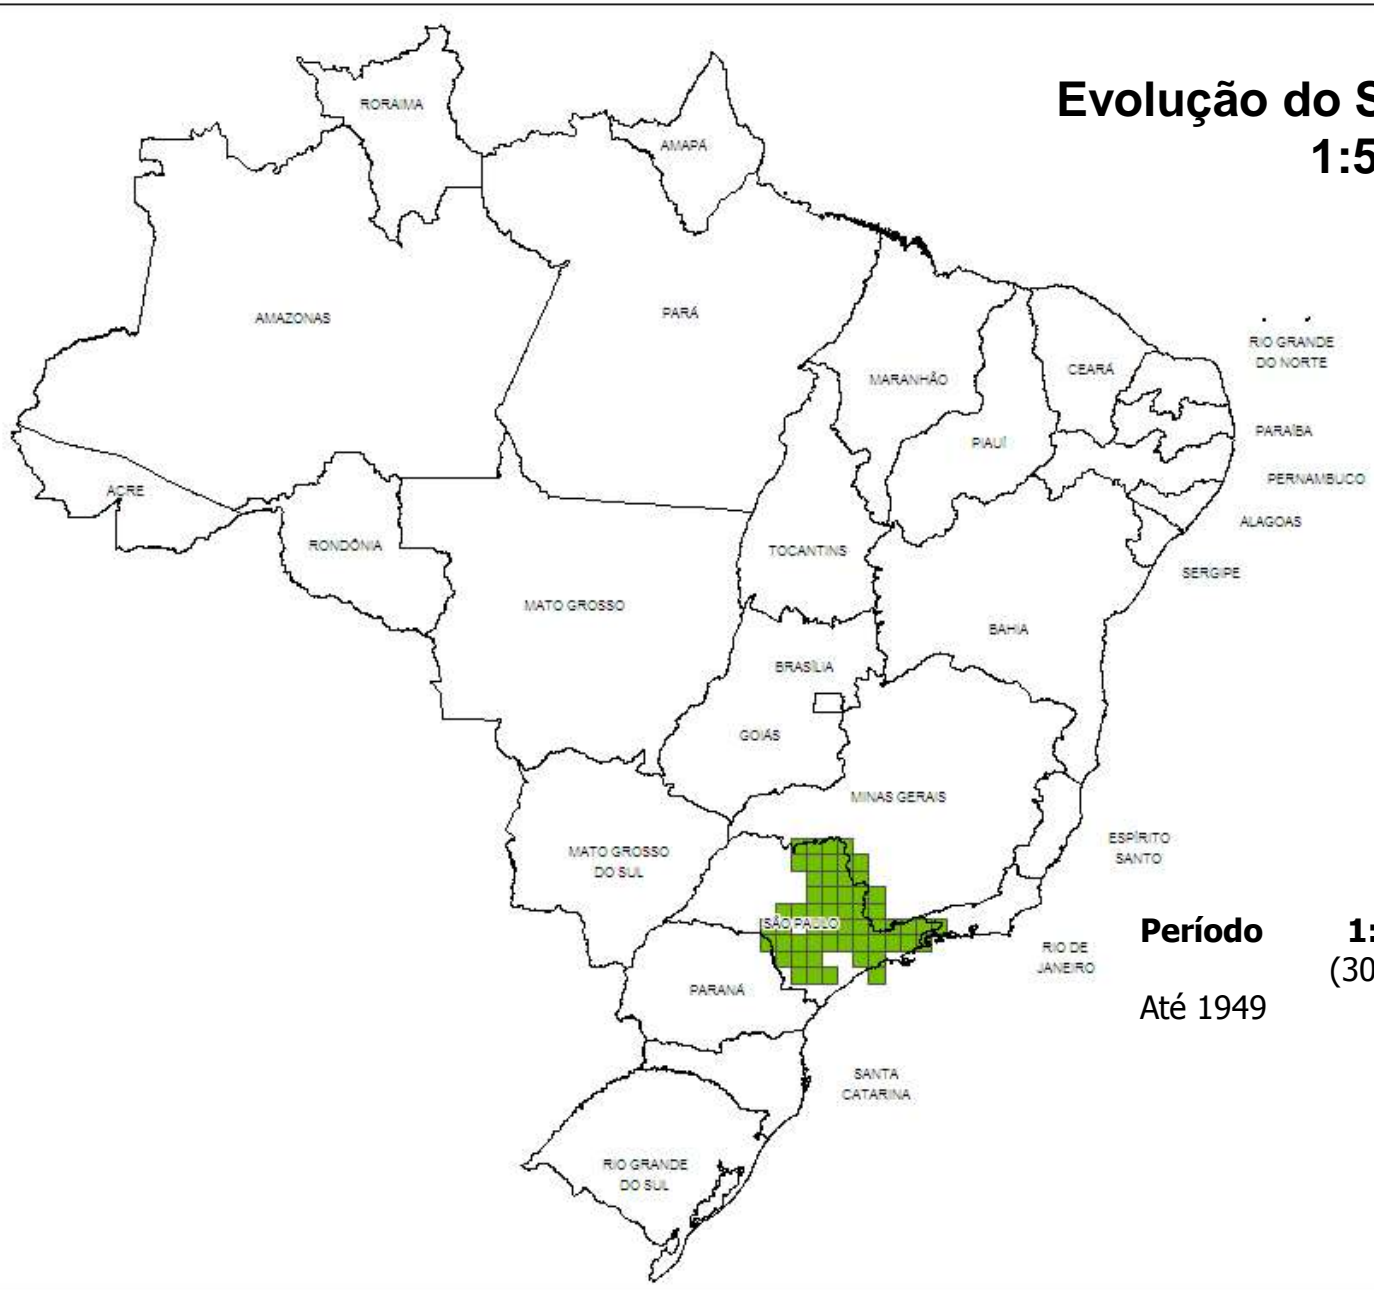 Evolução do S
1:5
RORAIMA
AMAPÁ
AMAZONAS
PARÁ
RIO GRANDE
DO NORTE
MARANHÃO
CEARÁ
PIAUÍ
PARAÍBA
PERNAMBUCO
ACRE
ALAGOAS
RONDÔNIA
TOCANTINS
SERGIPE
MATO GROSSO
BAHIA
BRASÍLIA
GOIÁS
MINAS GERAIS
ESPÍRITO
SANTO
MATO GROSSO
DO SUL
SÃO PAULO
RIO DE
JANEIRO
Período 1:
(30
Até 1949
PARANÁ
SANTA
CATARINA
RIO GRANDE
DO SUL